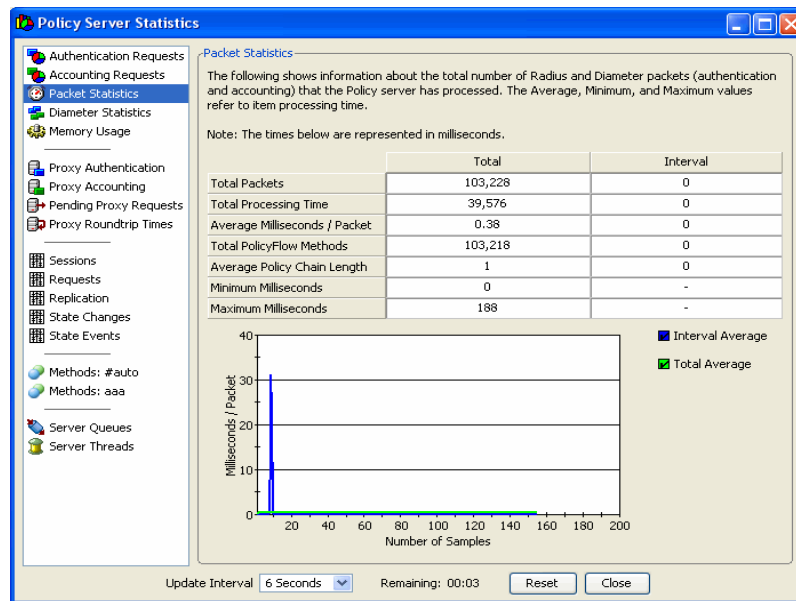 Policy Server Statistics
Authentication Requests
Accounting Requests
Packet Statistics
Diameter Statistics
Memory Usage
Proxy Authentication
Proxy Accounting
Pending Proxy Requests
Proxy Roundtrip Times
Sessions
Requests
Replication
State Changes
State Events
Methods: #auto
Methods: aaa
Server Queues
Server Threads
Packet Statistics
The following shows information about the total number of Radius and Diameter packets (authentication
and accounting) that the Policy server has processed. The Average, Minimum, and Maximum values
refer to item processing time.
Note: The times below are represented in milliseconds.
Total Interval
Total Packets 103,228 0
Total Processing Time 39,576 0
Average Milliseconds / Packet 0.38 0
Total PolicyFlow Methods 103,218 0
Average Policy Chain Length 1 0
Minimum Milliseconds 0 -
Maximum Milliseconds 188 -
Milliseconds / Packet
40
30
20
10
0
20 40 60 80 100 120 140 160 180 200
Number of Samples
Interval Average
Total Average
Update Interval 6 Seconds Remaining: 00:03 Reset Close